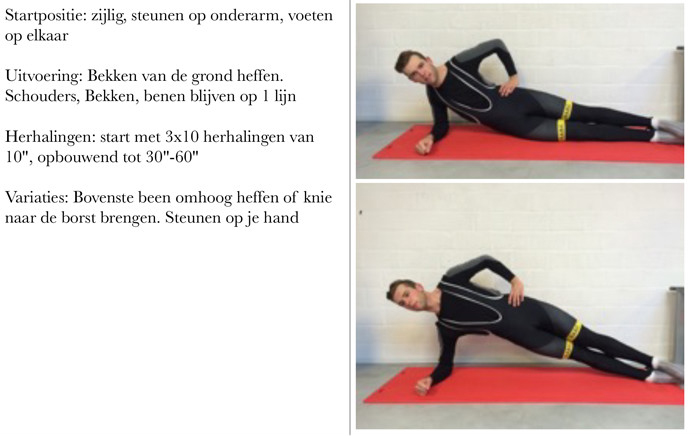 Startpositie: zijlig, steunen op onderarm, voeten
op elkaar
Uitvoering: Bekken van de grond heffen.
Schouders, Bekken, benen blijven op 1 lijn
Herhalingen: start met 3x10 herhalingen van
10", opbouwend tot 30"-60"
Variaties: Bovenste been omhoog heffen of knie
naar de borst brengen. Steunen op je hand